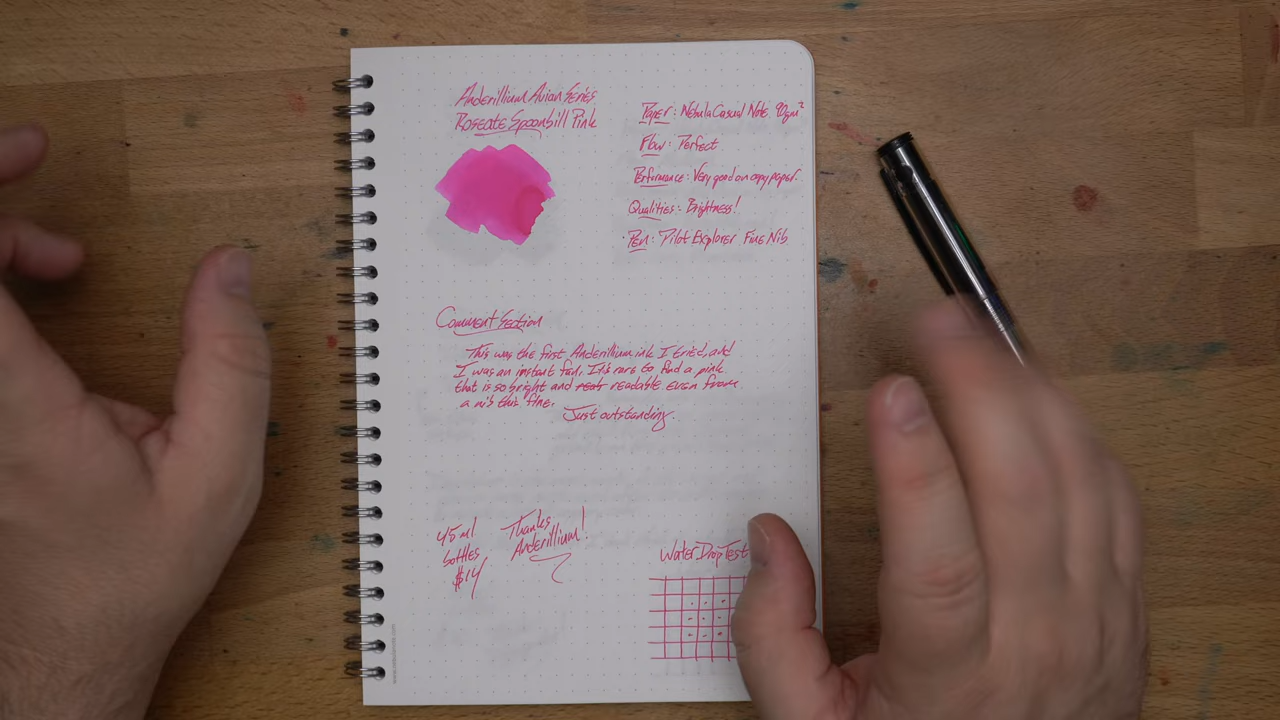 Anderillium Avian Series
Roseate Spoonbill Pink
Paper: Nebula Casual Note 90gm²
Flow: Perfect
Performance: Very good on copy paper.
Qualities: Brightness!
Pen: Pilot Explorer Fine Nib
Comment Section
This was the first Anderillium ink I tried, and
I was an instant fan. It's rare to find a pink
that is so bright and readable even from
a nib this fine.
Just outstanding.
45 ml
bottles
$14
Thanks
Anderillium!
Water Drop Test